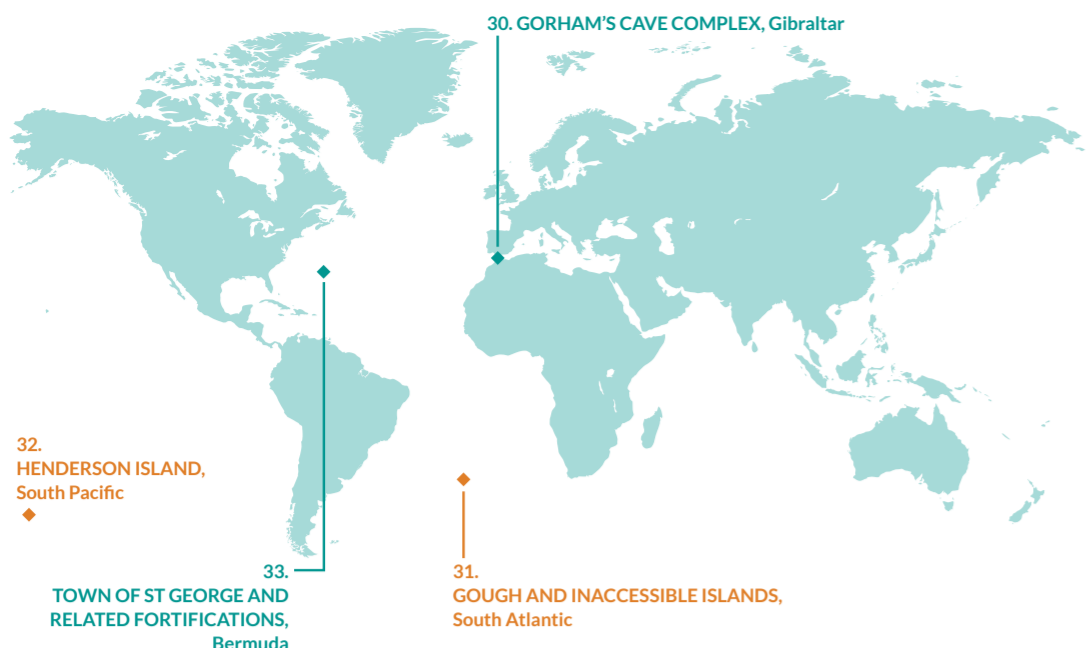 30. GORHAM'S CAVE COMPLEX, Gibraltar
32.
HENDERSON ISLAND,
South Pacific
33.
TOWN OF ST GEORGE AND
RELATED FORTIFICATIONS,
Bermuda
31.
GOUGH AND INACCESSIBLE ISLANDS,
South Atlantic